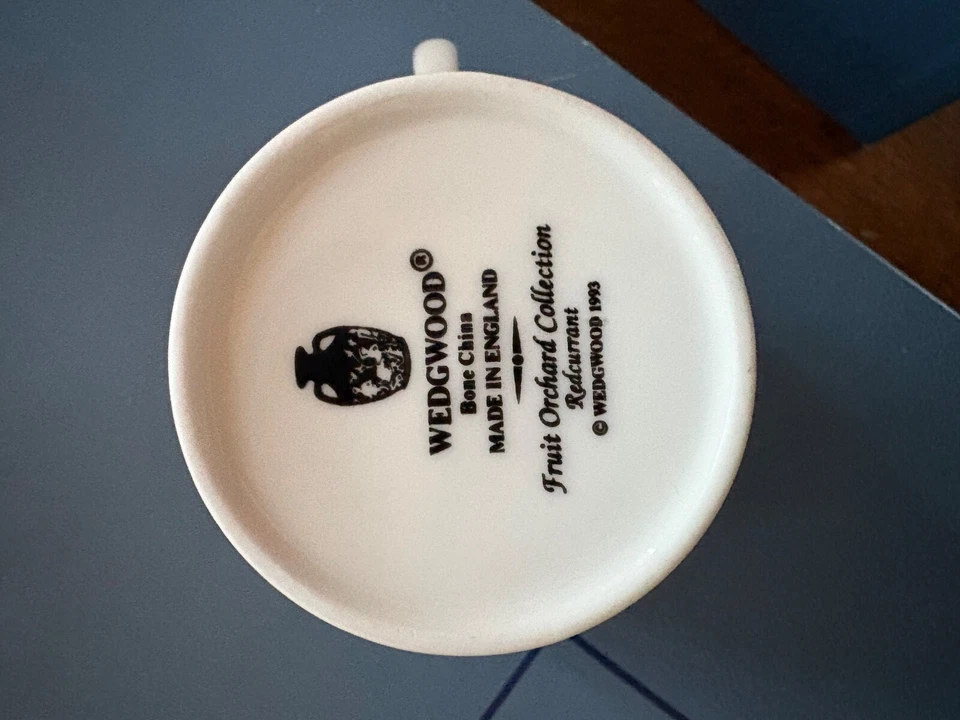 WEDGWOOD®
Bone China
MADE IN ENGLAND
Fruit Orchard Collection
Redcurrant
© WEDGWOOD 1993